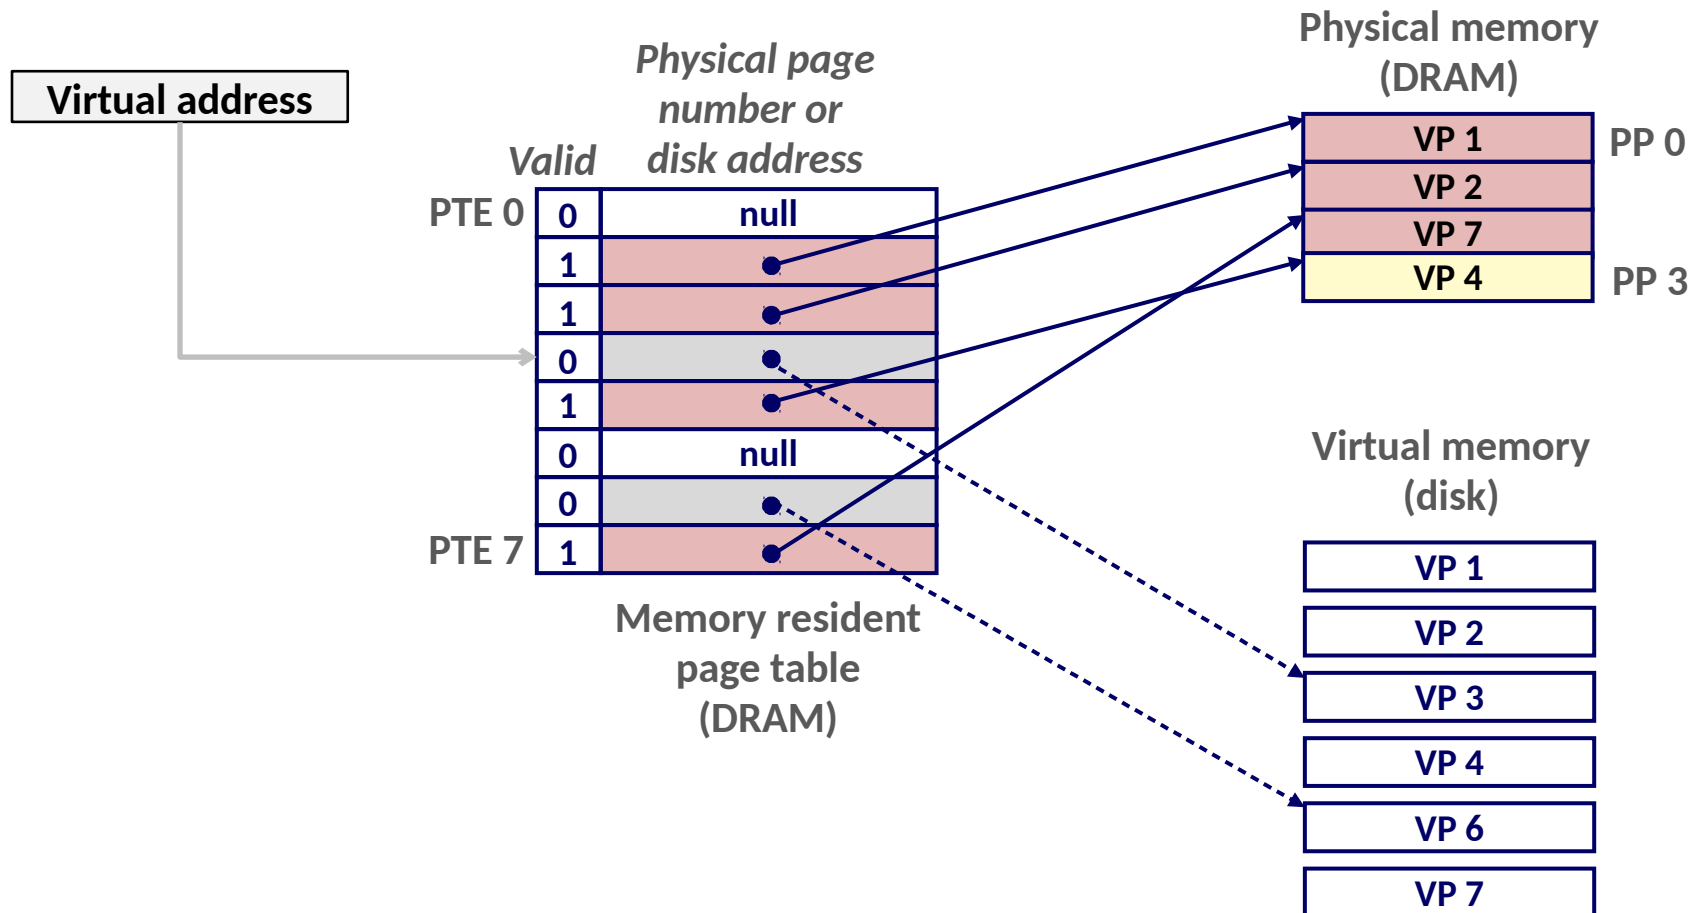 Virtual address
Physical page
number or
disk address
Valid
PTE 0
0
null
1
1
0
1
0
null
0
PTE 7
1
Memory resident
page table
(DRAM)
Physical memory
(DRAM)
VP 1
PP 0
VP 2
VP 7
VP 4
PP 3
Virtual memory
(disk)
VP 1
VP 2
VP 3
VP 4
VP 6
VP 7